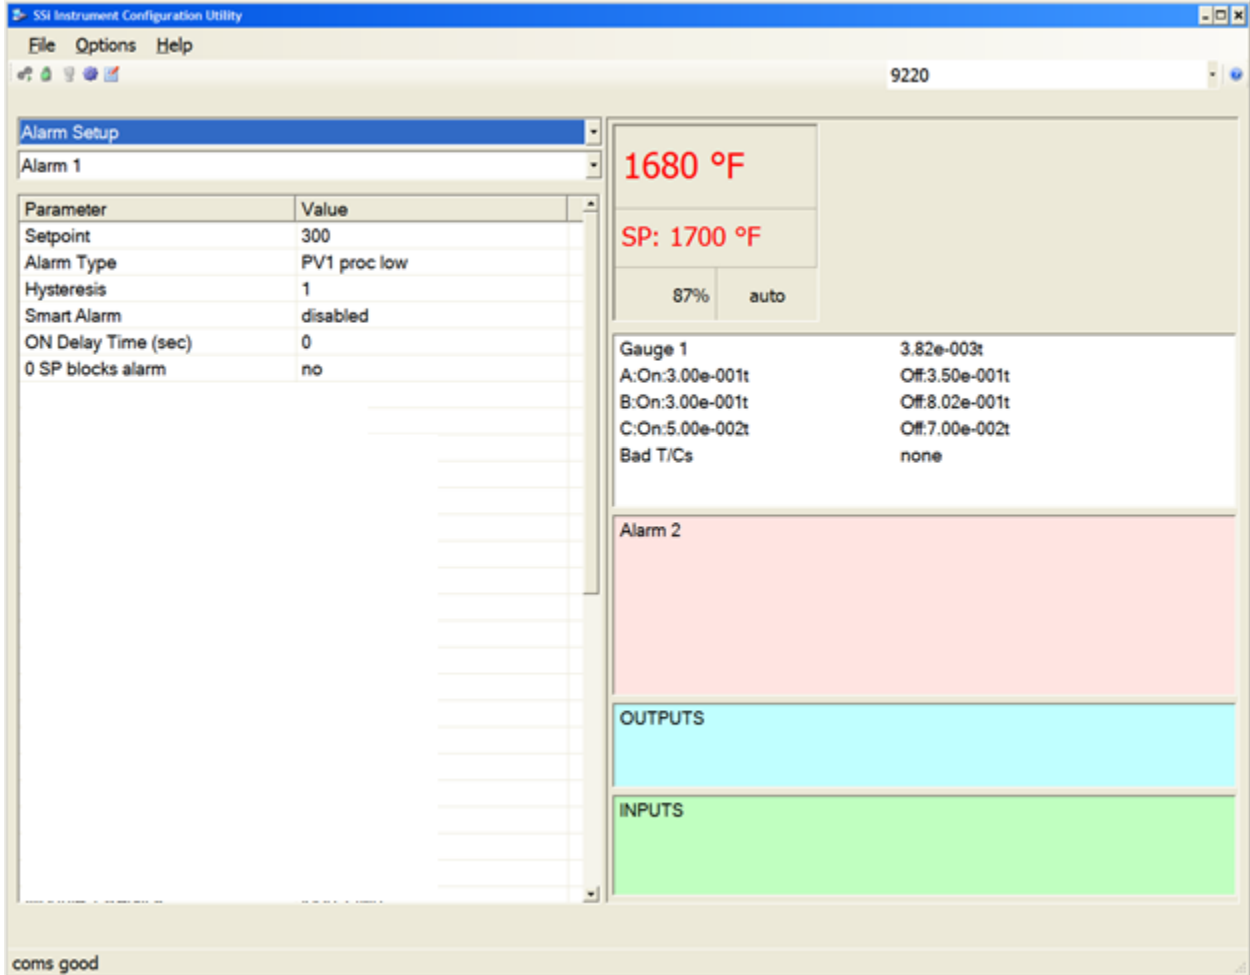 SSi Instrument Configuration Utility
File Options Help
9220
Alarm Setup
Alarm 1
Parameter Value
Setpoint 300
Alarm Type PV1 proc low
Hysteresis 1
Smart Alarm disabled
ON Delay Time (sec) 0
0 SP blocks alarm no
1680 °F
SP: 1700 °F
87% auto
Gauge 1 3.82e-003t
A:On:3.00e-001t Off:3.50e-001t
B:On:3.00e-001t Off:8.02e-001t
C:On:5.00e-002t Off:7.00e-002t
Bad T/Cs none
Alarm 2
OUTPUTS
INPUTS
coms good